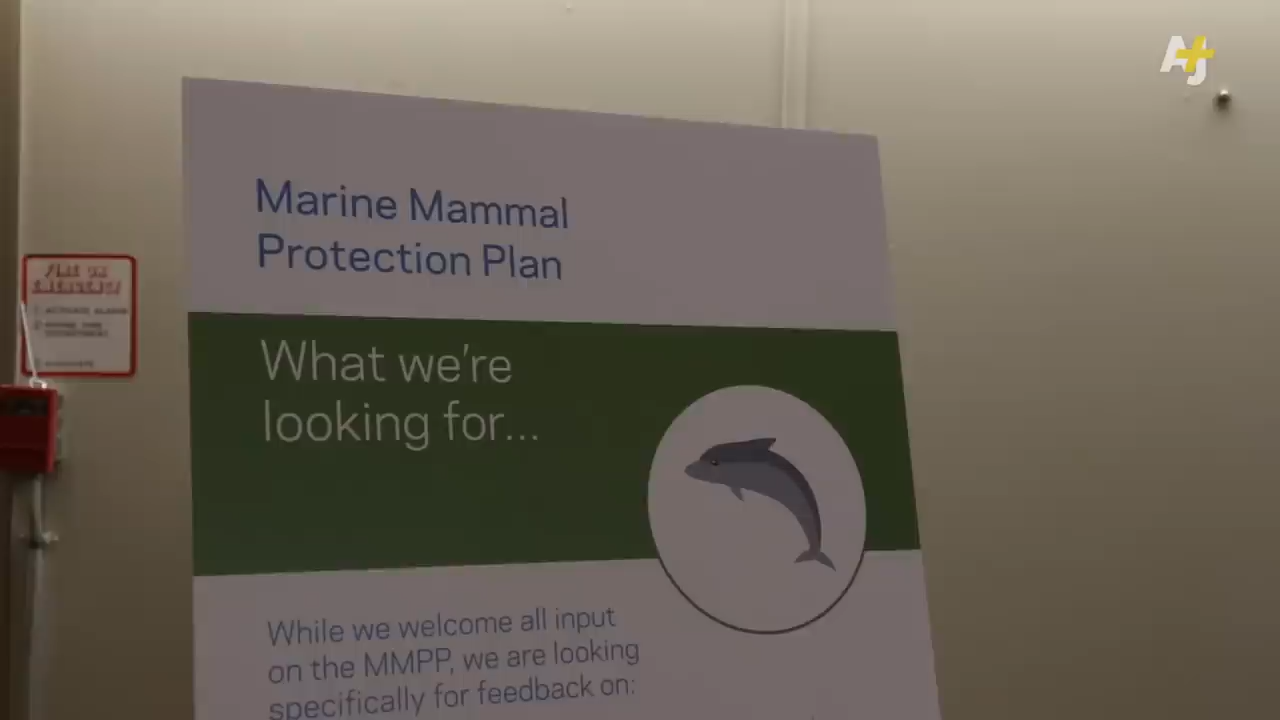 AJ+
Marine Mammal
Protection Plan
What we're
looking for...
While we welcome all input
on the MMPP, we are looking
specifically for feedback on: